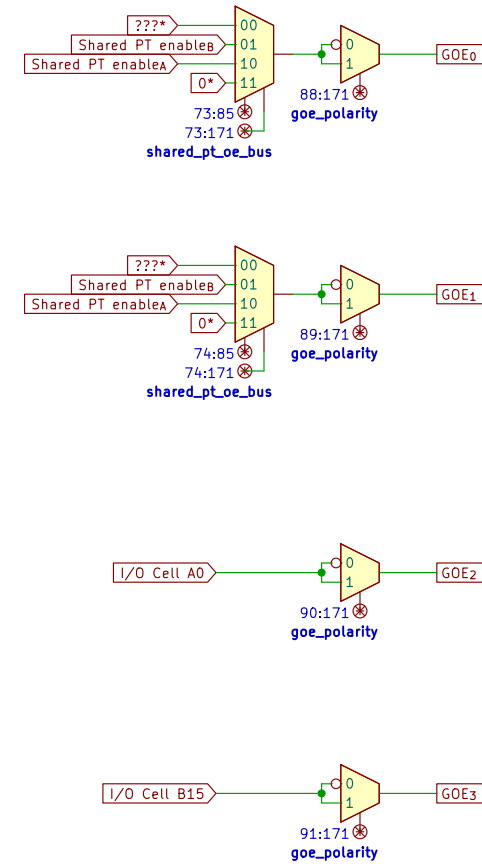 ???* 00
Shared PT enableB 01 0 GOE0
Shared PT enableA 10 1
0* 11
73:85 88:171
73:171 goe_polarity
shared_pt_oe_bus
???* 00
Shared PT enableB 01 0 GOE1
Shared PT enableA 10 1
0* 11
74:85 89:171
74:171 goe_polarity
shared_pt_oe_bus
0
I/O Cell A0 GOE2
1
90:171
goe_polarity
0
I/O Cell B15 GOE3
1
91:171
goe_polarity